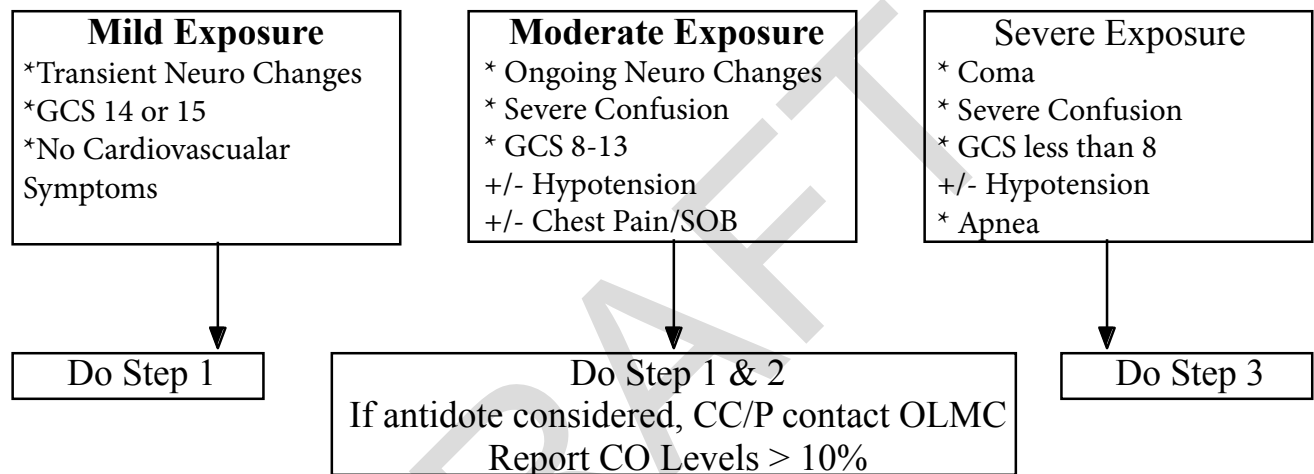 Mild Exposure
*Transient Neuro Changes
*GCS 14 or 15
*No Cardiovascualar
Symptoms
Moderate Exposure
* Ongoing Neuro Changes
* Severe Confusion
* GCS 8-13
+/- Hypotension
+/- Chest Pain/SOB
Severe Exposure
* Coma
* Severe Confusion
* GCS less than 8
+/- Hypotension
* Apnea
Do Step 1
Do Step 1 & 2
If antidote considered, CC/P contact OLMC
Report CO Levels > 10%
Do Step 3
DRAFT